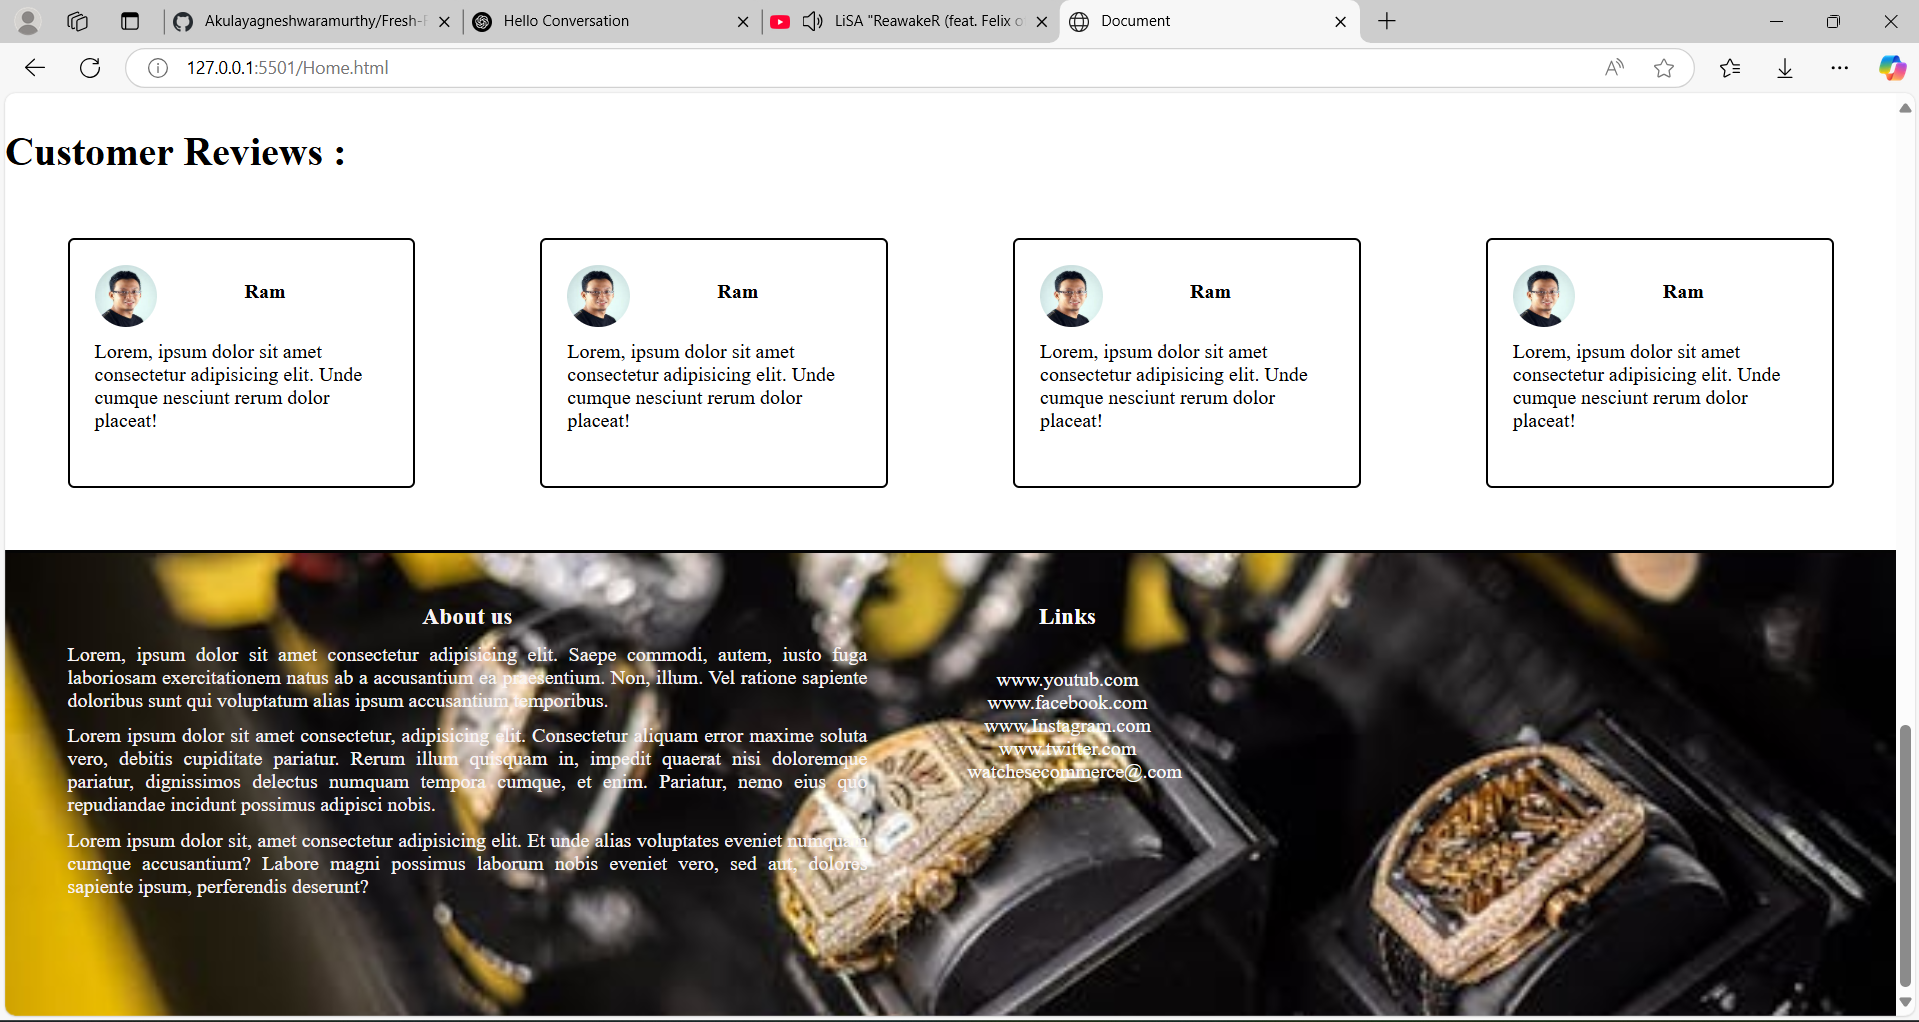 Akulayagneshwaramurthy/Fresh-F
Hello Conversation
LiSA "ReawakeR (feat. Felix o
Document
127.0.0.1:5501/Home.html
Customer Reviews :
Ram
Lorem, ipsum dolor sit amet
consectetur adipisicing elit. Unde
cumque nesciunt rerum dolor
placeat!
Ram
Lorem, ipsum dolor sit amet
consectetur adipisicing elit. Unde
cumque nesciunt rerum dolor
placeat!
Ram
Lorem, ipsum dolor sit amet
consectetur adipisicing elit. Unde
cumque nesciunt rerum dolor
placeat!
Ram
Lorem, ipsum dolor sit amet
consectetur adipisicing elit. Unde
cumque nesciunt rerum dolor
placeat!
About us
Lorem, ipsum dolor sit amet consectetur adipisicing elit. Saepe commodi, autem, iusto fuga
laboriosam exercitationem natus ab a accusantium ea praesentium. Non, illum. Vel ratione sapiente
doloribus sunt qui voluptatum alias ipsum accusantium temporibus.
Lorem ipsum dolor sit amet consectetur, adipisicing elit. Consectetur aliquam error maxime soluta
vero, debitis cupiditate pariatur. Rerum illum quisquam in, impedit quaerat nisi doloremque
pariatur, dignissimos delectus numquam tempora cumque, et enim. Pariatur, nemo eius quo
repudiandae incidunt possimus adipisci nobis.
Lorem ipsum dolor sit, amet consectetur adipisicing elit. Et unde alias voluptates eveniet numquam
cumque accusantium? Labore magni possimus laborum nobis eveniet vero, sed aut, dolores
sapiente ipsum, perferendis deserunt?
Links
www.youtub.com
www.facebook.com
www.Instagram.com
www.twitter.com
watchesecommerce@.com